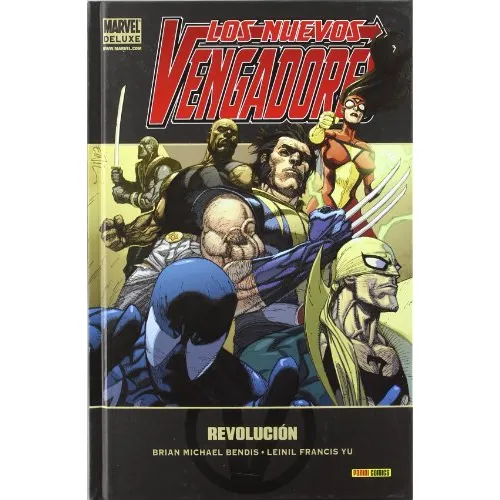 MARVEL
DELUXE
WWW.MARVEL.COM
LOS NUEVOS
VENGADORES
REVOLUCIÓN
BRIAN MICHAEL BENDIS • LEINIL FRANCIS YU
PANINI COMICS